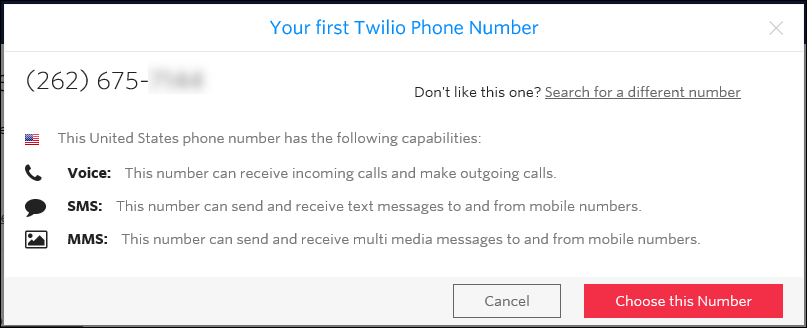 Your first Twilio Phone Number
(262) 675-
Don't like this one? Search for a different number
This United States phone number has the following capabilities:
Voice: This number can receive incoming calls and make outgoing calls.
SMS: This number can send and receive text messages to and from mobile numbers.
MMS: This number can send and receive multi media messages to and from mobile numbers.
Cancel
Choose this Number